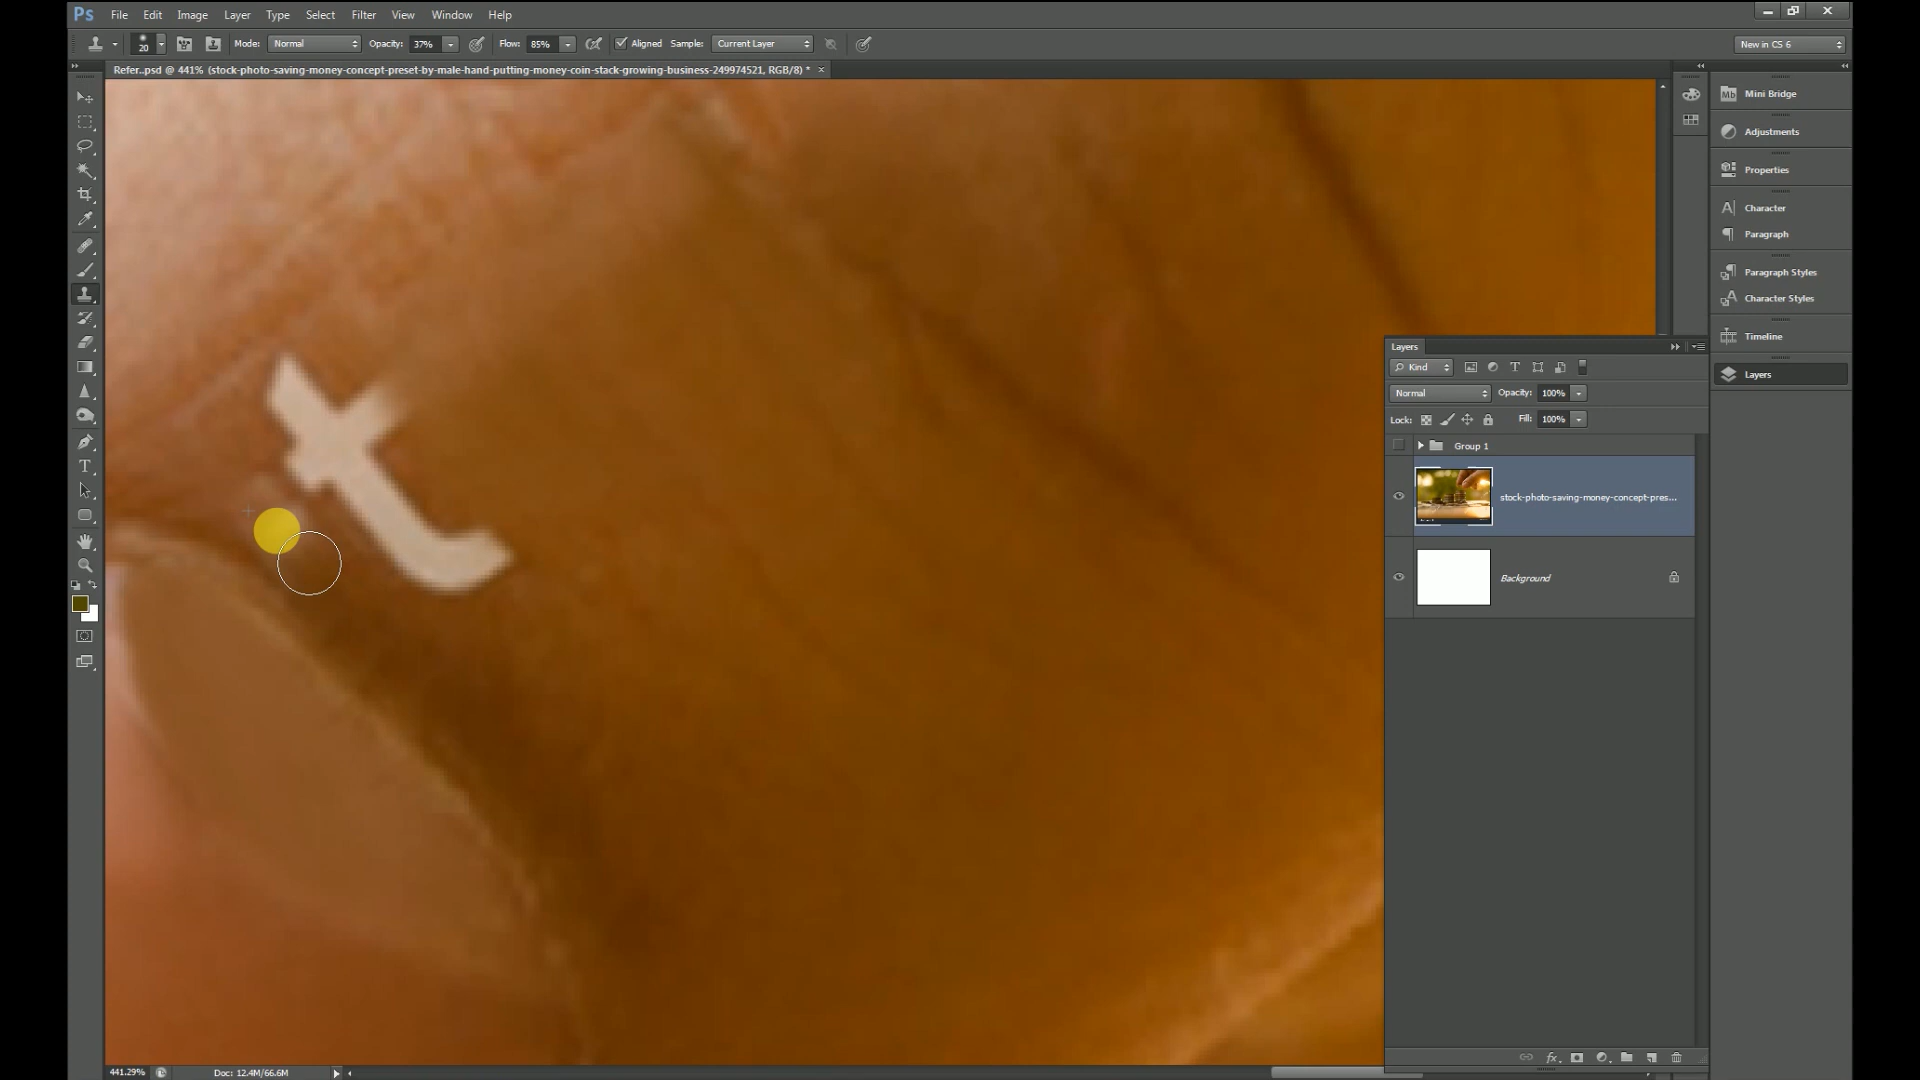 Ps File Edit Image Layer Type Select Filter View Window Help
20 Mode: Normal Opacity: 37% Flow: 85% Aligned Sample: Current Layer New in CS 6
Refer..psd @ 441% (stock-photo-saving-money-concept-preset-by-male-hand-putting-money-coin-stack-growing-business-249974521, RGB/8) *
Mb Mini Bridge
Adjustments
Properties
Character
Paragraph
Paragraph Styles
Character Styles
Timeline
Layers
t
Layers
Kind
Normal Opacity: 100%
Lock: Fill: 100%
Group 1
stock-photo-saving-money-concept-pres...
Background
fx
441.29% Doc: 12.4M/66.6M